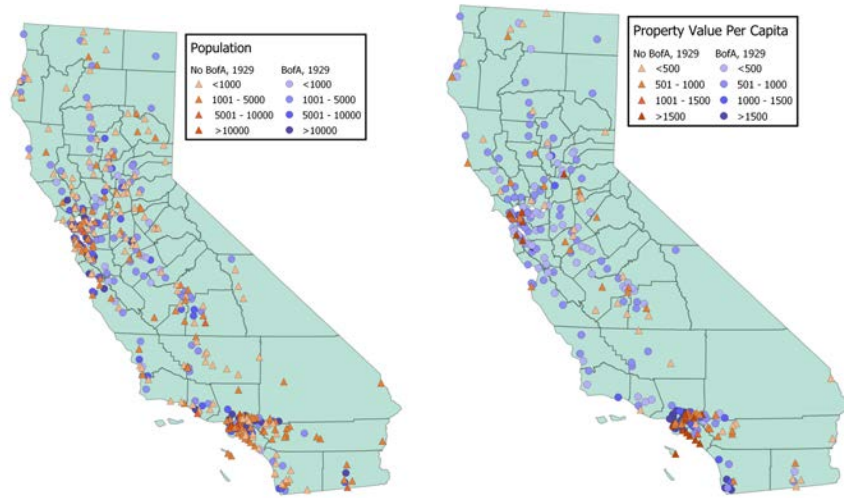 Population
No BofA, 1929 BofA, 1929
<1000 <1000
1001 - 5000 1001 - 5000
5001 - 10000 5001 - 10000
>10000 >10000
Property Value Per Capita
No BofA, 1929 BofA, 1929
<500 <500
501 - 1000 501 - 1000
1001 - 1500 1000 - 1500
>1500 >1500